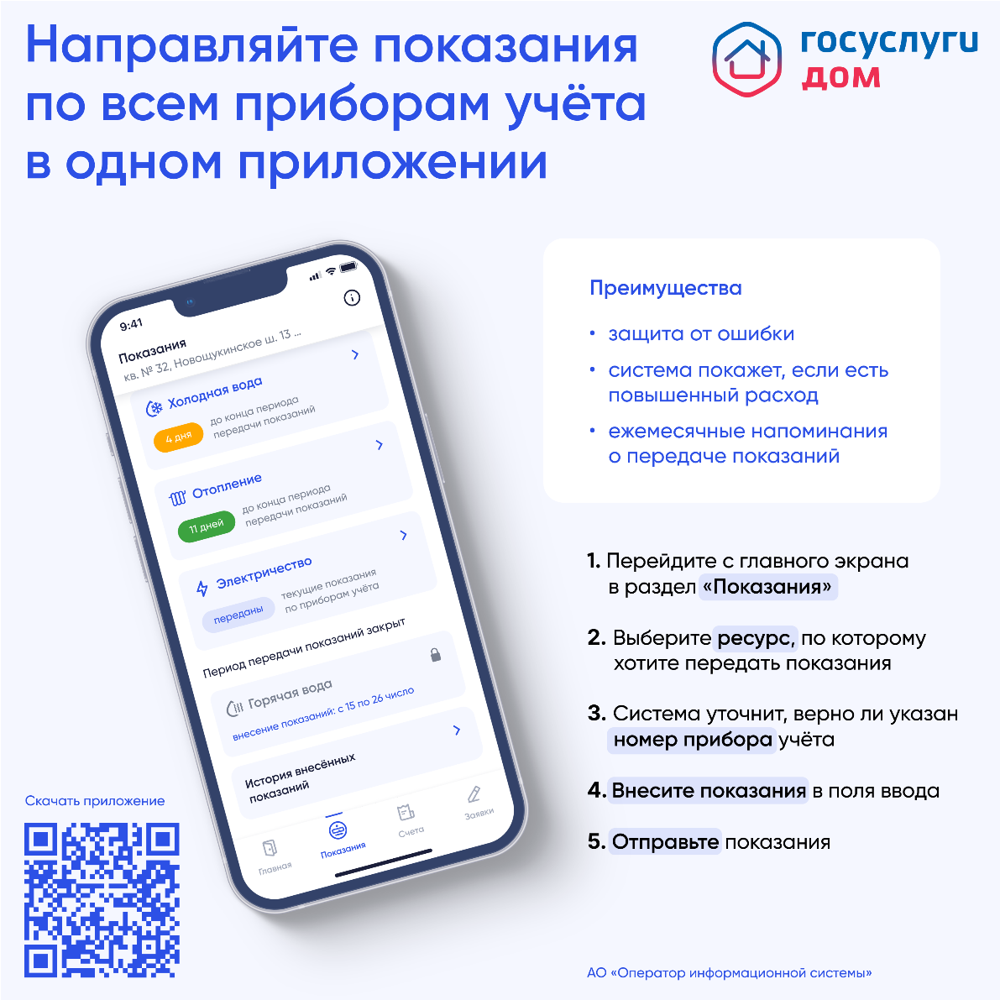 Направляйте показания
по всем приборам учёта
в одном приложении
госуслуги
дом
9:41
Показания
кв. № 32, Новощукинское ш. 13 ...
Холодная вода
4 дня
до конца периода
передачи показаний
Отопление
11 дней
до конца периода
передачи показаний
Электричество
переданы
текущие показания
по приборам учёта
Период передачи показаний закрыт
Горячая вода
внесение показаний: с 15 по 26 число
История внесённых
показаний
Главная
Показания
Счета
Заявки
Преимущества
• защита от ошибки
• система покажет, если есть
повышенный расход
• ежемесячные напоминания
о передаче показаний
1. Перейдите с главного экрана
в раздел «Показания»
2. Выберите ресурс, по которому
хотите передать показания
3. Система уточнит, верно ли указан
номер прибора учёта
4. Внесите показания в поля ввода
5. Отправьте показания
Скачать приложение
АО «Оператор информационной системы»